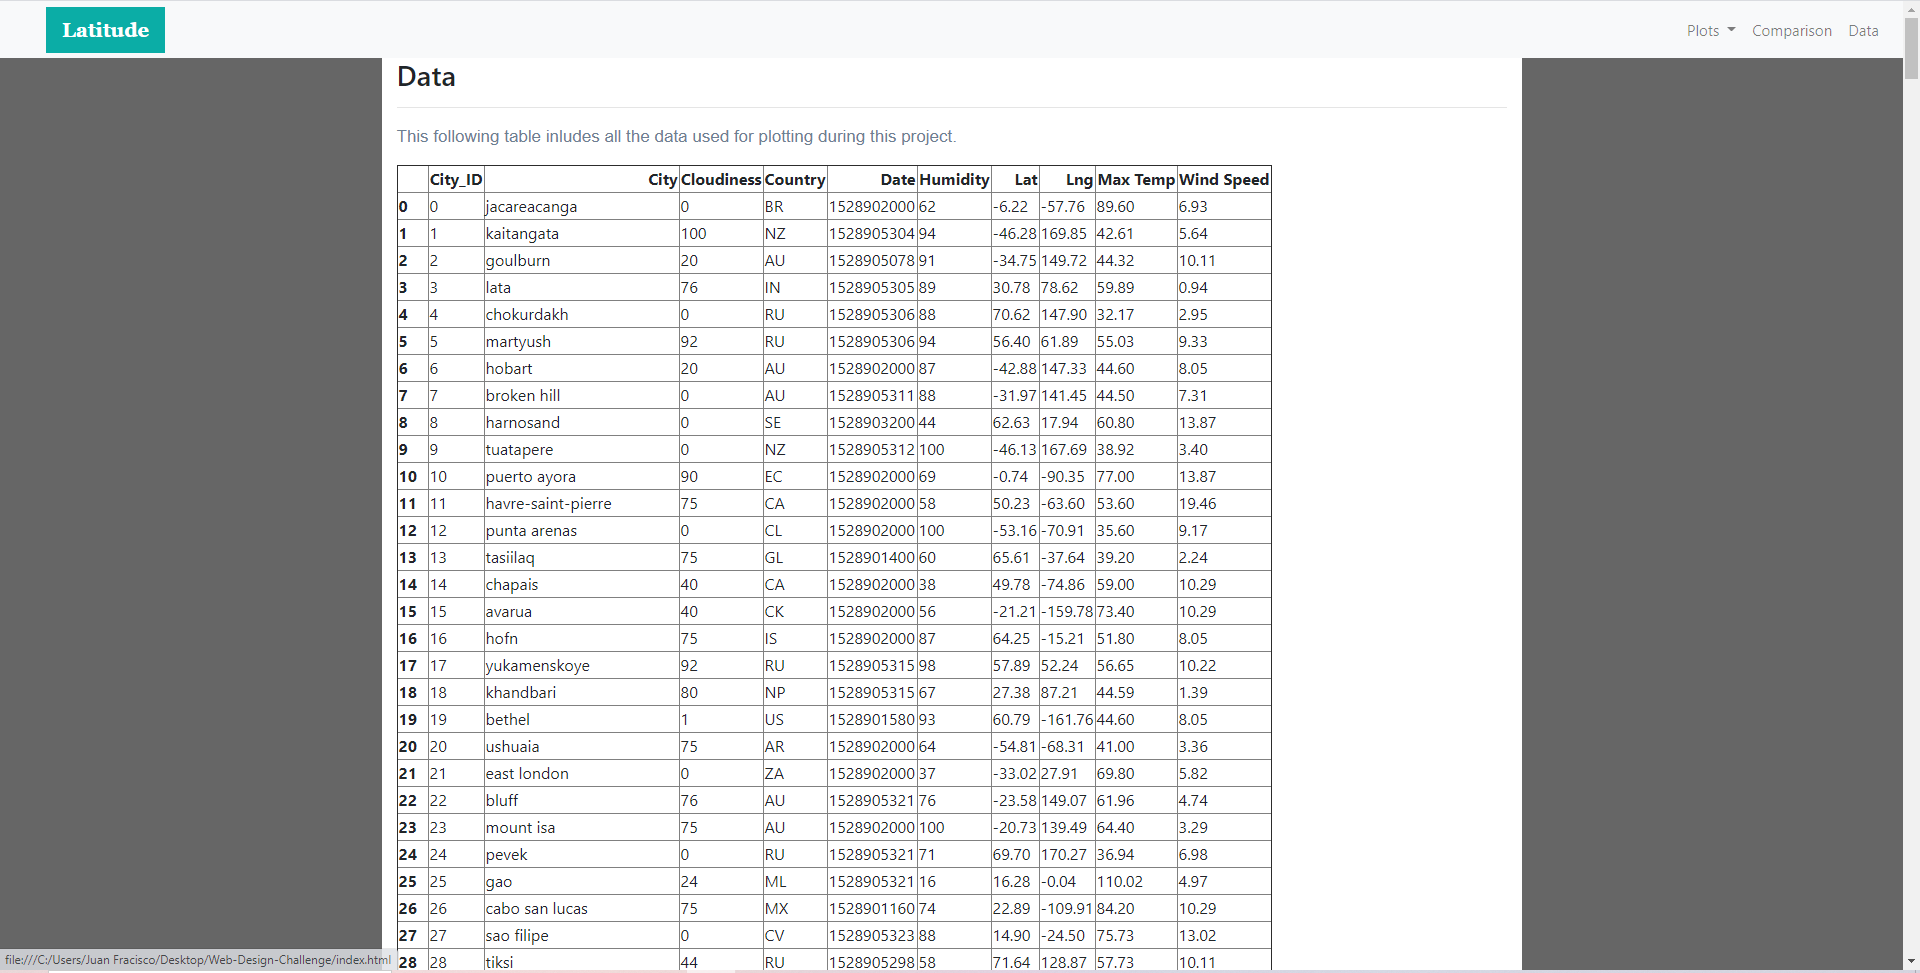 Latitude
Plots Comparison Data
Data
This following table inludes all the data used for plotting during this project.
City_ID City Cloudiness Country Date Humidity Lat Lng Max Temp Wind Speed
0 0 jacareacanga 0 BR 1528902000 62 -6.22 -57.76 89.60 6.93
1 1 kaitangata 100 NZ 1528905304 94 -46.28 169.85 42.61 5.64
2 2 goulburn 20 AU 1528905078 91 -34.75 149.72 44.32 10.11
3 3 lata 76 IN 1528905305 89 30.78 78.62 59.89 0.94
4 4 chokurdakh 0 RU 1528905306 88 70.62 147.90 32.17 2.95
5 5 martyush 92 RU 1528905306 94 56.40 61.89 55.03 9.33
6 6 hobart 20 AU 1528902000 87 -42.88 147.33 44.60 8.05
7 7 broken hill 0 AU 1528905311 88 -31.97 141.45 44.50 7.31
8 8 harnosand 0 SE 1528903200 44 62.63 17.94 60.80 13.87
9 9 tuatapere 0 NZ 1528905312 100 -46.13 167.69 38.92 3.40
10 10 puerto ayora 90 EC 1528902000 69 -0.74 -90.35 77.00 13.87
11 11 havre-saint-pierre 75 CA 1528902000 58 50.23 -63.60 53.60 19.46
12 12 punta arenas 0 CL 1528902000 100 -53.16 -70.91 35.60 9.17
13 13 tasiilaq 75 GL 1528901400 60 65.61 -37.64 39.20 2.24
14 14 chapais 40 CA 1528902000 38 49.78 -74.86 59.00 10.29
15 15 avarua 40 CK 1528902000 56 -21.21 -159.78 73.40 10.29
16 16 hofn 75 IS 1528902000 87 64.25 -15.21 51.80 8.05
17 17 yukamenskoye 92 RU 1528905315 98 57.89 52.24 56.65 10.22
18 18 khandbari 80 NP 1528905315 67 27.38 87.21 44.59 1.39
19 19 bethel 1 US 1528901580 93 60.79 -161.76 44.60 8.05
20 20 ushuaia 75 AR 1528902000 64 -54.81 -68.31 41.00 3.36
21 21 east london 0 ZA 1528902000 37 -33.02 27.91 69.80 5.82
22 22 bluff 76 AU 1528905321 76 -23.58 149.07 61.96 4.74
23 23 mount isa 75 AU 1528902000 100 -20.73 139.49 64.40 3.29
24 24 pevek 0 RU 1528905321 71 69.70 170.27 36.94 6.98
25 25 gao 24 ML 1528905321 16 16.28 -0.04 110.02 4.97
26 26 cabo san lucas 75 MX 1528901160 74 22.89 -109.91 84.20 10.29
27 27 sao filipe 0 CV 1528905323 88 14.90 -24.50 75.73 13.02
28 28 tiksi 44 RU 1528905298 58 71.64 128.87 57.73 10.11
file:///C:/Users/Juan Fracisco/Desktop/Web-Design-Challenge/index.html